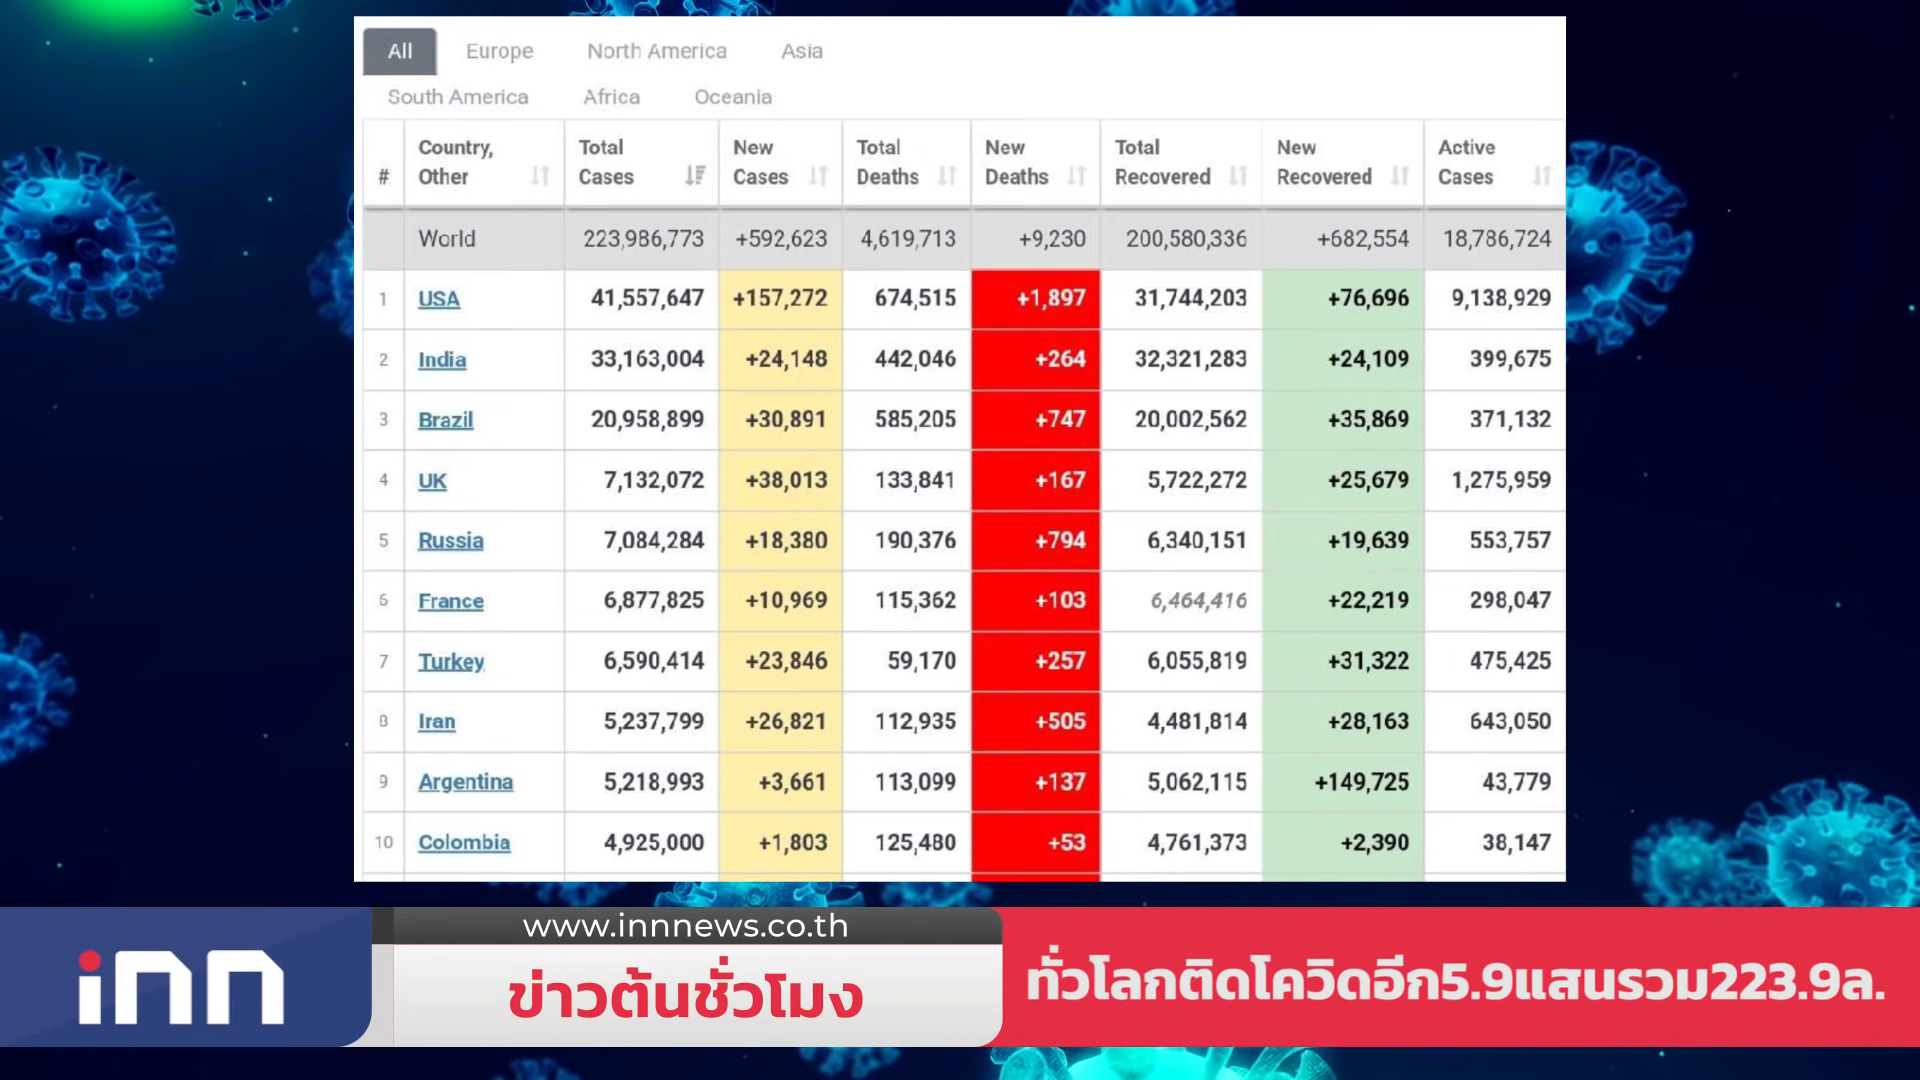 All Europe North America Asia
South America Africa Oceania
# Country, Other Total Cases New Cases Total Deaths New Deaths Total Recovered New Recovered Active Cases
World 223,986,773 +592,623 4,619,713 +9,230 200,580,336 +682,554 18,786,724
1 USA 41,557,647 +157,272 674,515 +1,897 31,744,203 +76,696 9,138,929
2 India 33,163,004 +24,148 442,046 +264 32,321,283 +24,109 399,675
3 Brazil 20,958,899 +30,891 585,205 +747 20,002,562 +35,869 371,132
4 UK 7,132,072 +38,013 133,841 +167 5,722,272 +25,679 1,275,959
5 Russia 7,084,284 +18,380 190,376 +794 6,340,151 +19,639 553,757
6 France 6,877,825 +10,969 115,362 +103 6,464,416 +22,219 298,047
7 Turkey 6,590,414 +23,846 59,170 +257 6,055,819 +31,322 475,425
8 Iran 5,237,799 +26,821 112,935 +505 4,481,814 +28,163 643,050
9 Argentina 5,218,993 +3,661 113,099 +137 5,062,115 +149,725 43,779
10 Colombia 4,925,000 +1,803 125,480 +53 4,761,373 +2,390 38,147
www.innnews.co.th
inn
ข่าวต้นชั่วโมง
ทั่วโลกติดโควิดอีก5.9แสนรวม223.9ล.